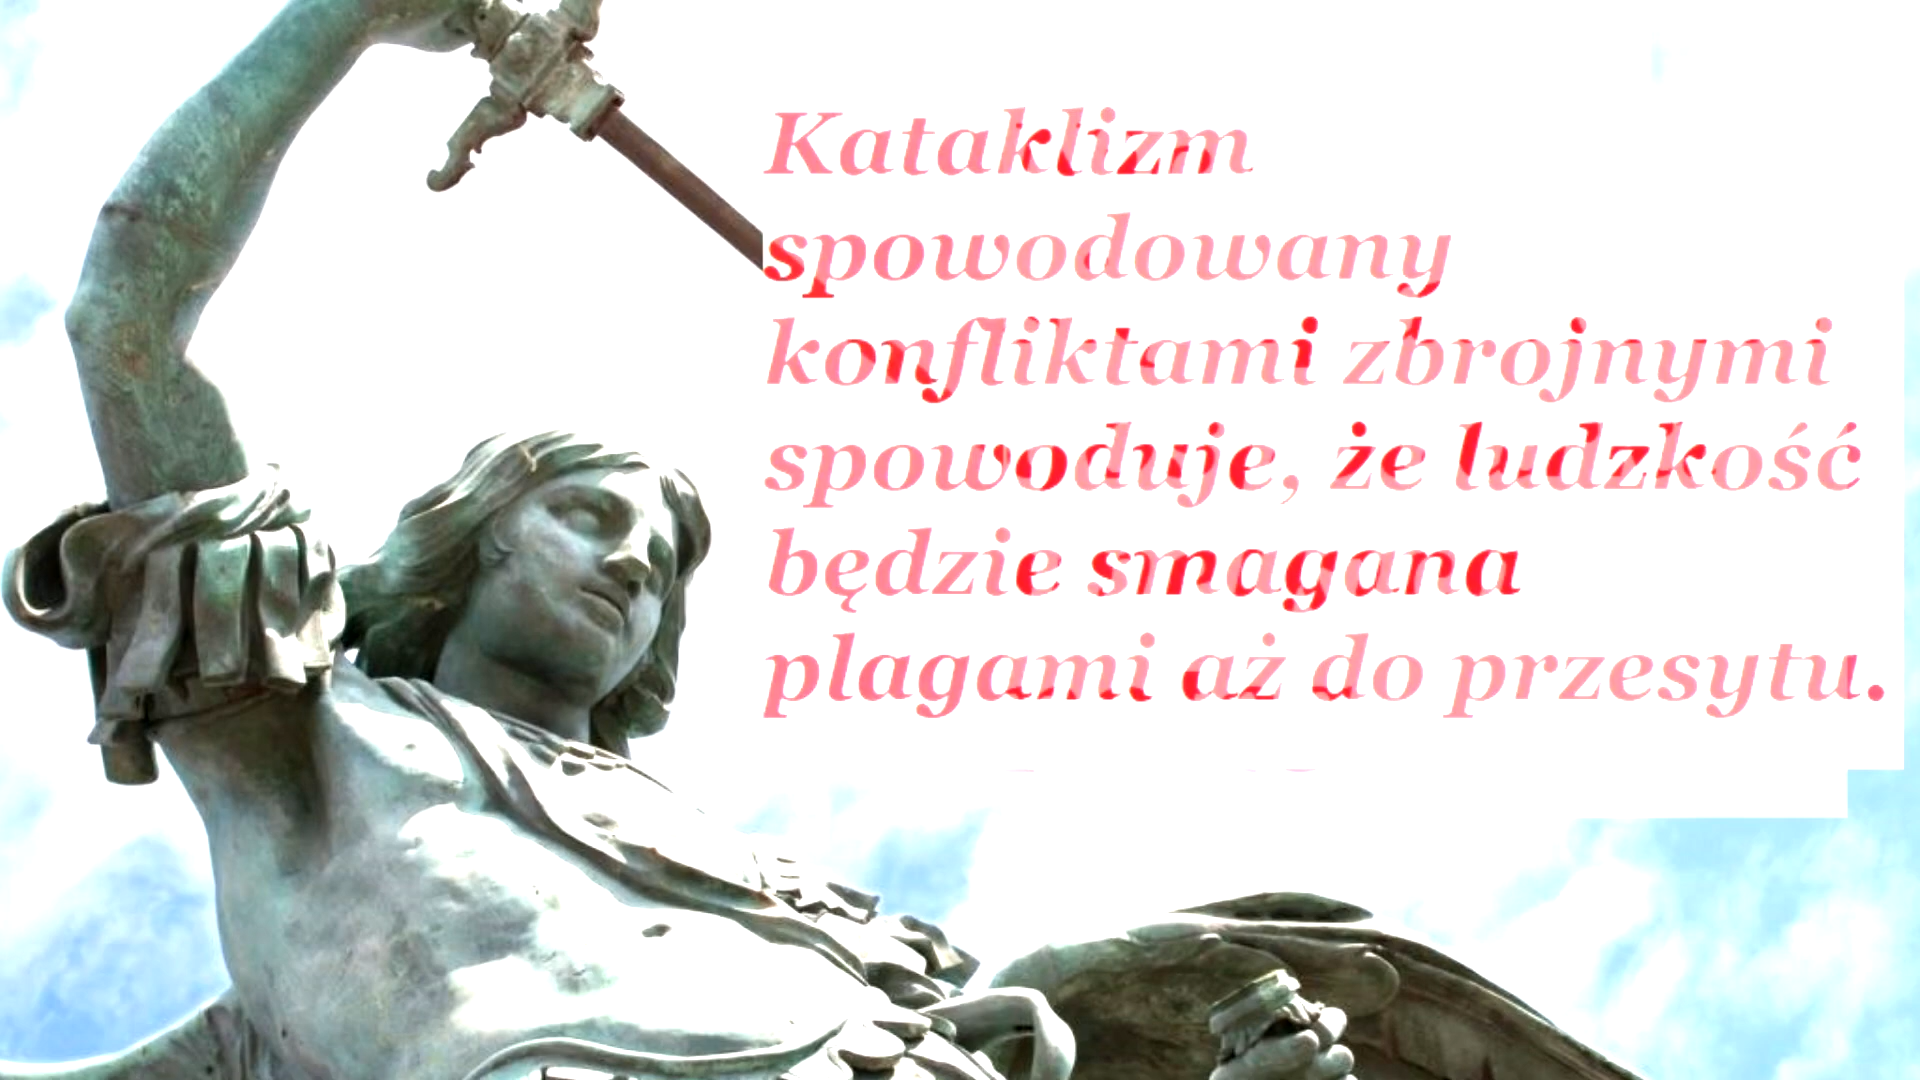 Kataklizm
spowodowany
konfliktami zbrojnymi
spowoduje, że ludzkość
będzie smagana
plagami aż do przesytu.